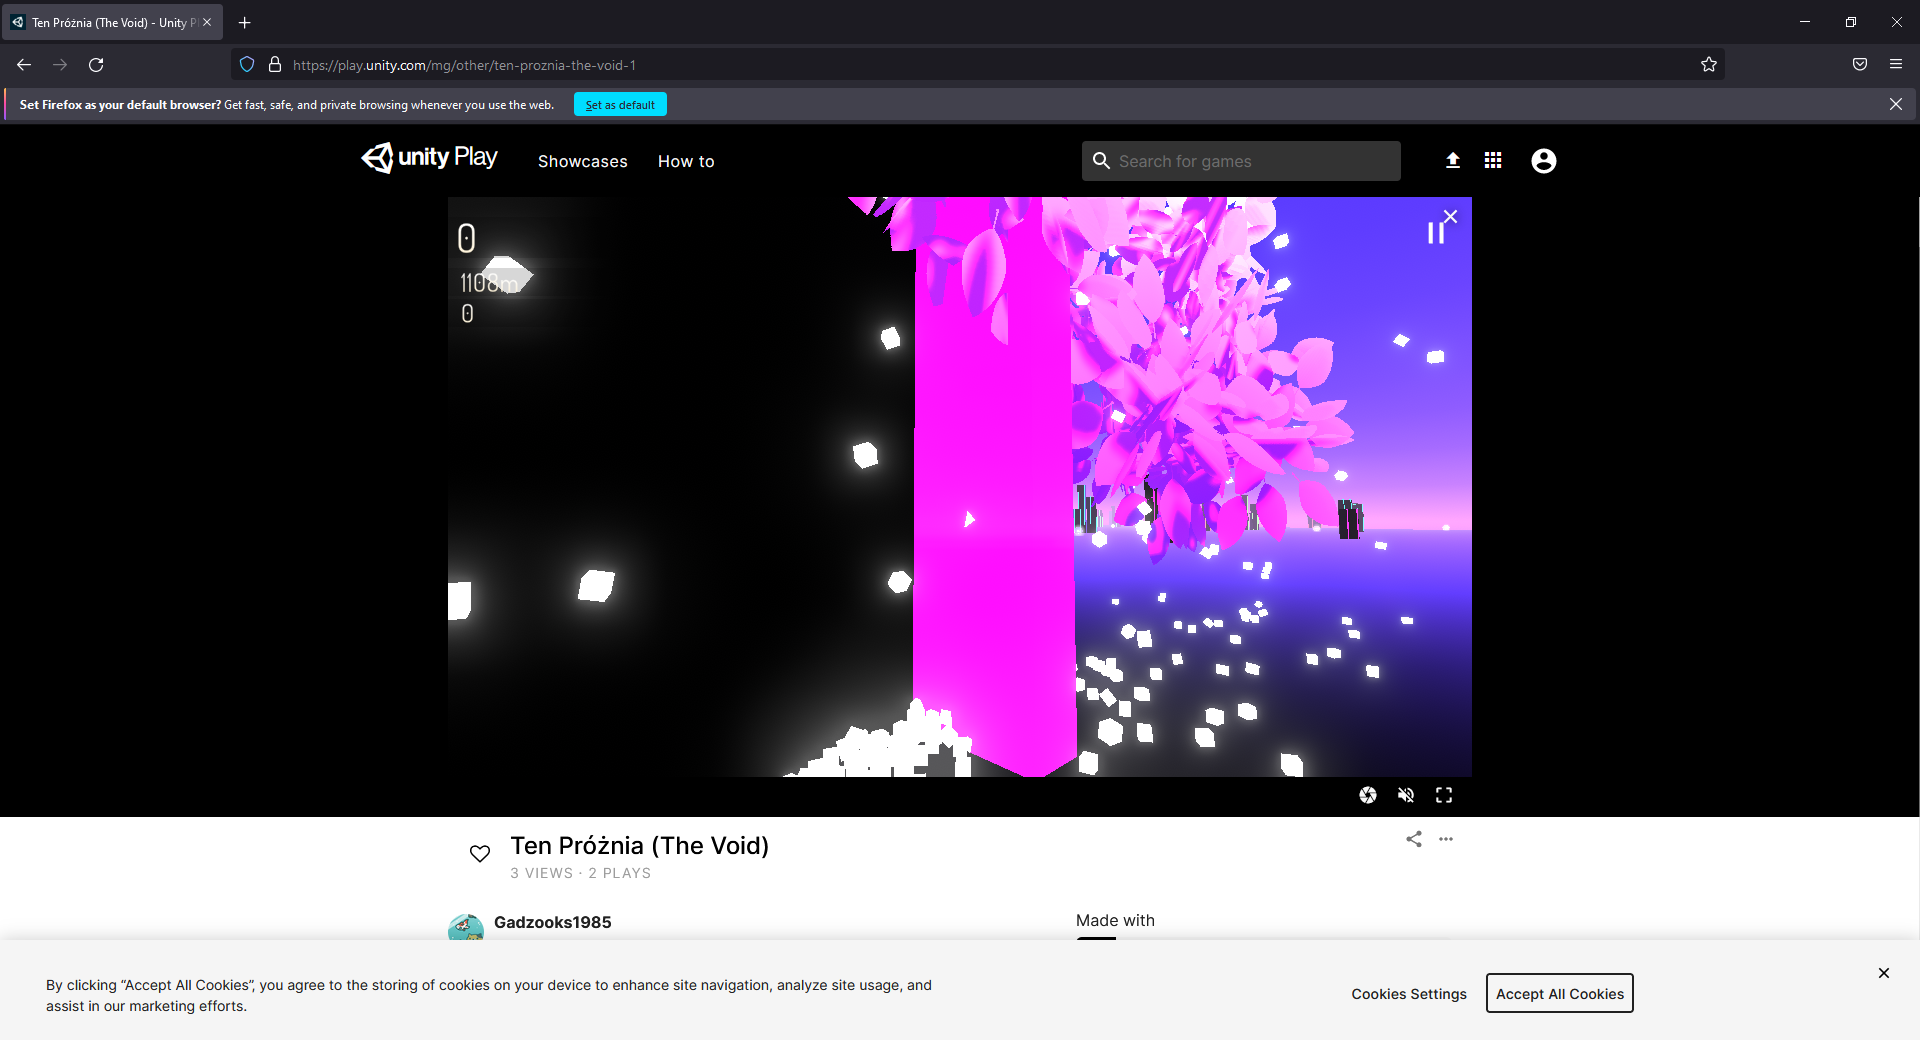 Ten Próżnia (The Void) - Unity Pl
https://play.unity.com/mg/other/ten-proznia-the-void-1
Set Firefox as your default browser? Get fast, safe, and private browsing whenever you use the web. Set as default
unity Play Showcases How to Search for games
0
1108m
0
Ten Próżnia (The Void)
3 VIEWS · 2 PLAYS
Gadzooks1985
Made with
By clicking “Accept All Cookies”, you agree to the storing of cookies on your device to enhance site navigation, analyze site usage, and
assist in our marketing efforts.
Cookies Settings Accept All Cookies